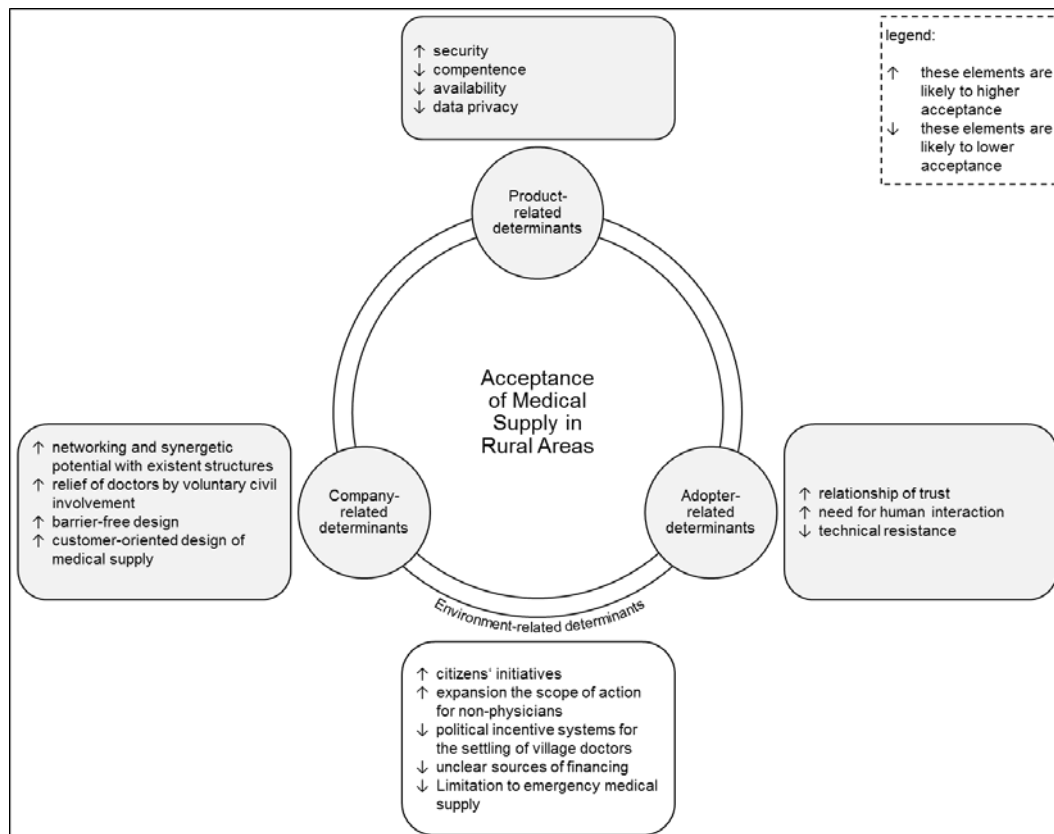 ↑ security
↓ compentence
↓ availability
↓ data privacy
legend:
↑ these elements are
likely to higher
acceptance
↓ these elements are
likely to lower
acceptance
Product-
related
determinants
Acceptance
of Medical
Supply in
Rural Areas
↑ networking and synergetic
potential with existent structures
↑ relief of doctors by voluntary civil
involvement
↑ barrier-free design
↑ customer-oriented design of
medical supply
Company-
related
determinants
Adopter-
related
determinants
↑ relationship of trust
↑ need for human interaction
↓ technical resistance
Environment-related determinants
↑ citizens‘ initiatives
↑ expansion the scope of action
for non-physicians
↓ political incentive systems for
the settling of village doctors
↓ unclear sources of financing
↓ Limitation to emergency medical
supply